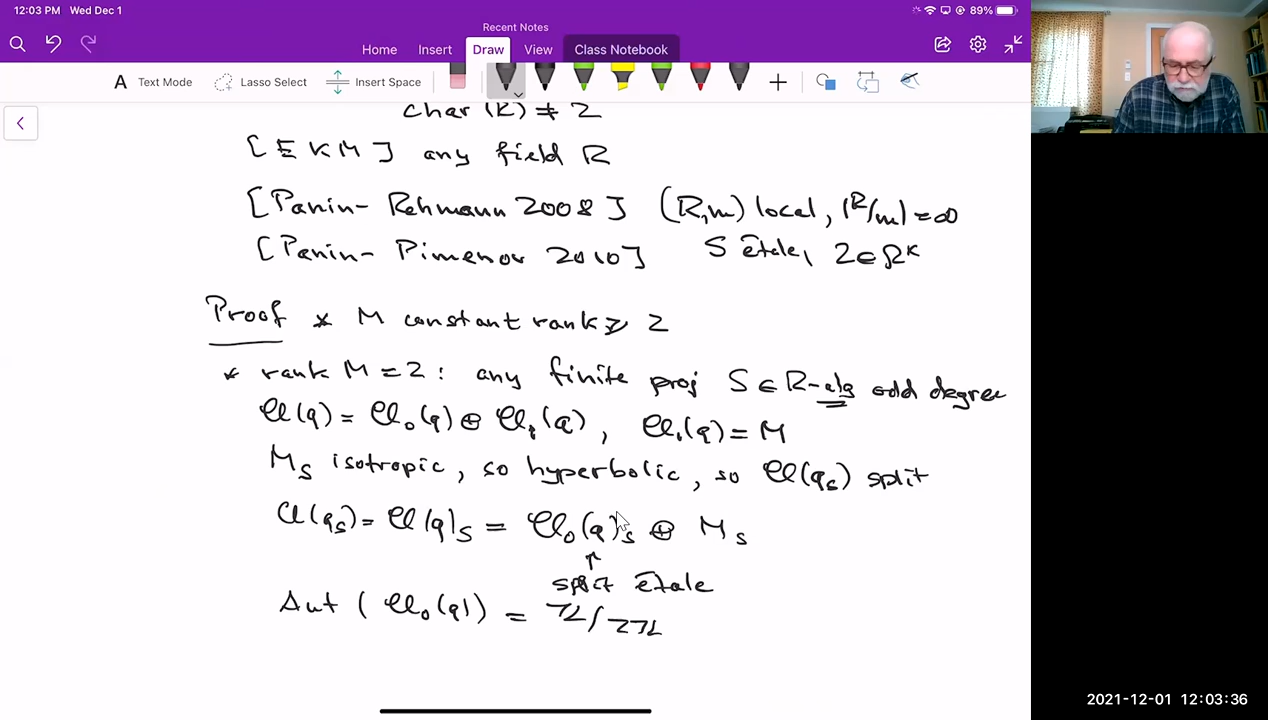 12:03 PM Wed Dec 1
89%
Recent Notes
Home Insert Draw View Class Notebook
Text Mode Lasso Select Insert Space
char (R) ≠ 2
[EKM] any field R
[Panin-Rehmann 2008] (R,m) local, |R/m| = ∞
[Panin-Pimenov 2010] S étale, 2 ∈ R^×
Proof * M constant rank ≥ 2
* rank M = 2: any finite proj S ∈ R-alg odd degree
Cl(q) = Cl₀(q) ⊕ Cl₁(q), Cl₁(q) = M
M_S isotropic, so hyperbolic, so Cl(q_S) split
Cl(q_S) = Cl(q)_S = Cl₀(q)_S ⊕ M_S
↑
split étale
Aut (Cl₀(q)) = ℤ/2ℤ
2021-12-01 12:03:36